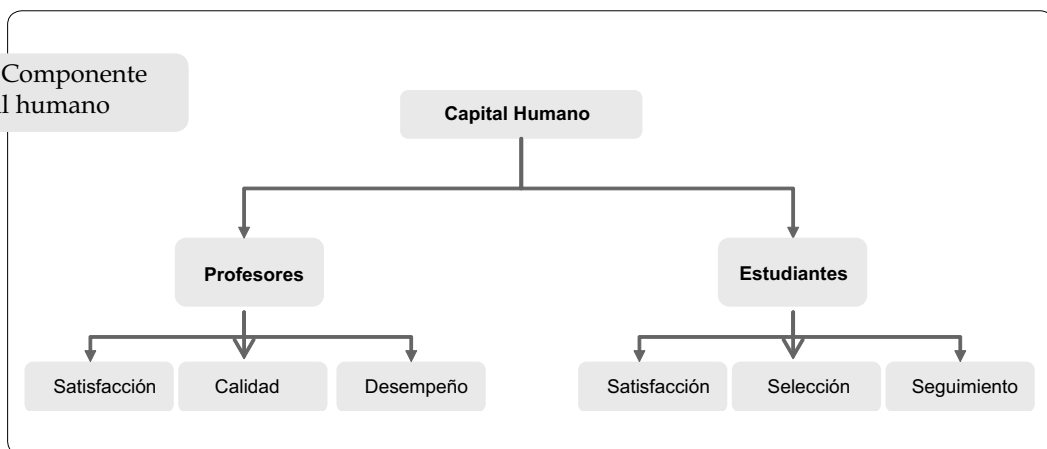 Componente
l humano
Capital Humano
Profesores
Estudiantes
Satisfacción Calidad Desempeño
Satisfacción Selección Seguimiento